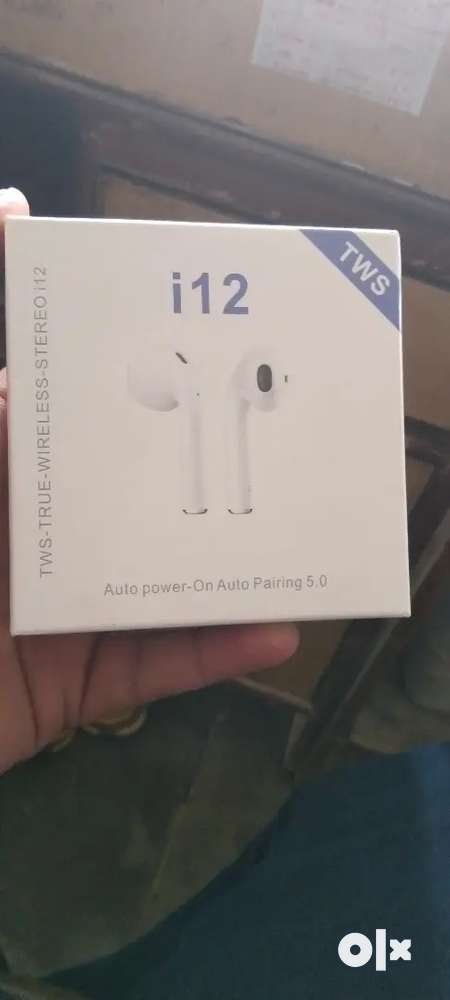 i12
TWS
TWS-TRUE-WIRELESS-STEREO i12
Auto power-On Auto Pairing 5.0
olx